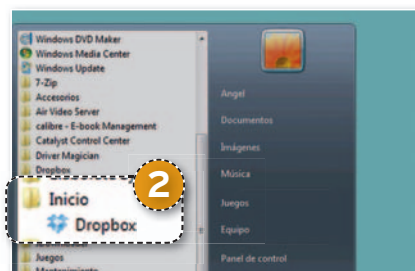 Windows DVD Maker
Windows Media Center
Windows Update
7-Zip
Accesorios
Air Video Server
calibre - E-book Management
Catalyst Control Center
Driver Magician
Dropbox
2
Inicio
Dropbox
Juegos
Mantenimiento
Angel
Documentos
Imágenes
Música
Juegos
Equipo
Panel de control